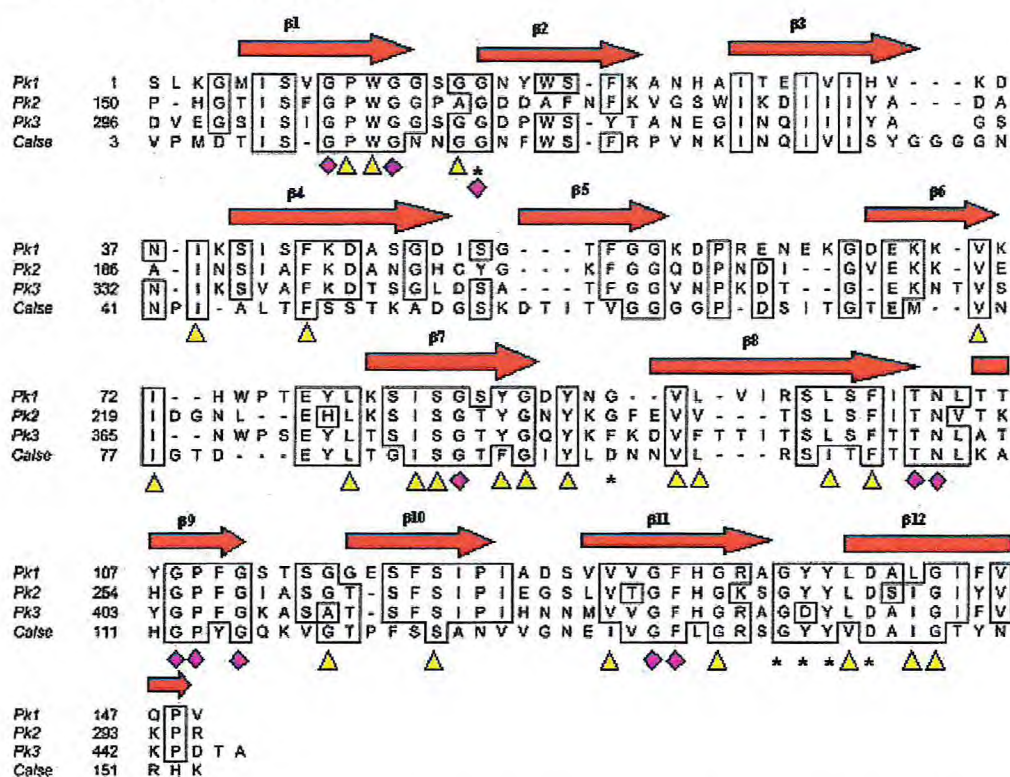 β1 β2 β3
Pk1 1 S L K G M I S V G P W G G S G G N Y W S - F K A N H A I T E I V I H V - - - K D
Pk2 150 P - H G T I S F G P W G G P A G D D A F N F K V G S W I K D I I I Y A - - - D A
Pk3 296 D V E G S I S I G P W G G S G G D P W S - Y T A N E G I N Q I I I Y A - - - G S
Calse 3 V P M D T I S - G P W G N N G G N F W S - F R P V N K I N Q I V I S Y G G G G N
*
β4 β5 β6
Pk1 37 N - I K S I S F K D A S G D I S G - - - T F G G K D P R E N E K G D E K K - V K
Pk2 186 A - I N S I A F K D A N G H C Y G - - - K F G G Q D P N D I - - G V E K K - V E
Pk3 332 N - I K S V A F K D T S G L D S A - - - T F G G V N P K D T - - G - E K N T V S
Calse 41 N P I - A L T F S S T K A D G S K D T I T V G G G G P - D S I T G T E M - - V N
β7 β8
Pk1 72 I - - H W P T E Y L K S I S G S Y G D Y N G - - V L - V I R S L S F I T N L T T
Pk2 219 I D G N L - - E H L K S I S G T Y G N Y K G F E V V - - T S L S F I T N V T K
Pk3 365 I - - N W P S E Y L T S I S G T Y G Q Y K F K D V F T T I T S L S F T T N L A T
Calse 77 I G T D - - - E Y L T G I S G T F G I Y L D N N V L - - R S I T F T T N L K A
*
β9 β10 β11 β12
Pk1 107 Y G P F G S T S G G E S F S I P I A D S V V V G F H G R A G Y Y L D A L G I F V
Pk2 254 H G P F G I A S G T - S F S I P I E G S L V T G F H G K S G Y Y L D S I G I Y V
Pk3 403 Y G P F G K A S A T - S F S I P I H N N M V V G F H G R A G D Y L D A I G I F V
Calse 111 H G P Y G Q K V G T P F S S A N V V G N E I V G F L G R S G Y Y V D A I G T Y N
* * * *
Pk1 147 Q P V
Pk2 293 K P R
Pk3 442 K P D T A
Calse 151 R H K